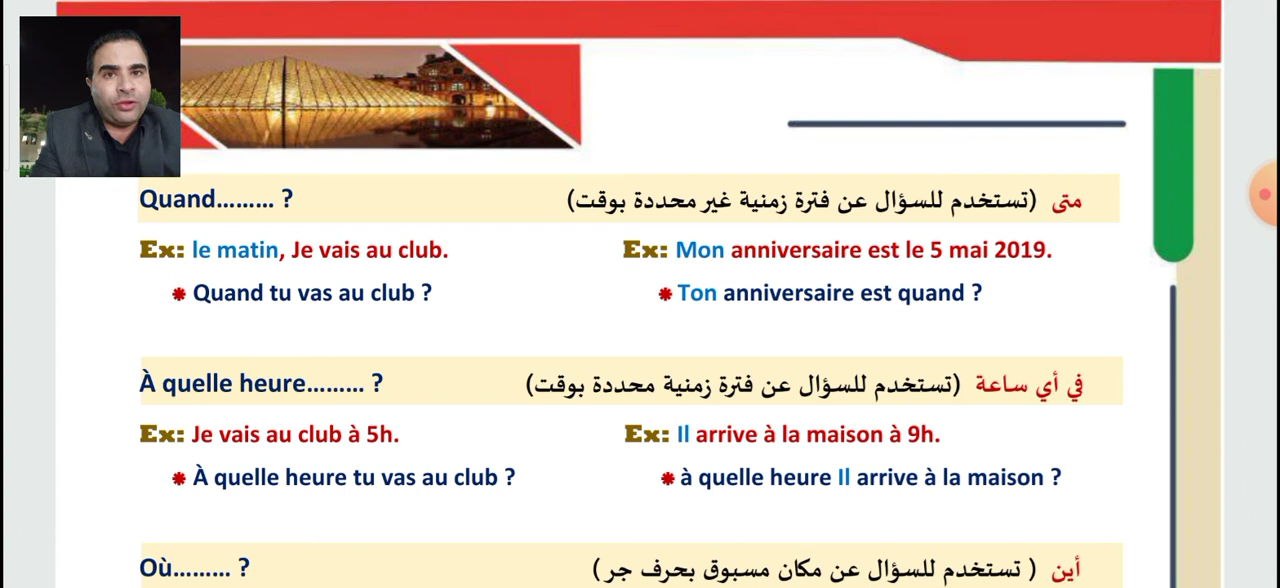 Quand……… ? متى (تستخدم للسؤال عن فترة زمنية غير محددة بوقت)
Ex: le matin, Je vais au club. Ex: Mon anniversaire est le 5 mai 2019.
⁕ Quand tu vas au club ? ⁕ Ton anniversaire est quand ?
À quelle heure……… ? في أي ساعة (تستخدم للسؤال عن فترة زمنية محددة بوقت)
Ex: Je vais au club à 5h. Ex: Il arrive à la maison à 9h.
⁕ À quelle heure tu vas au club ? ⁕ à quelle heure Il arrive à la maison ?
Où……… ? أين ( تستخدم للسؤال عن مكان مسبوق بحرف جر )